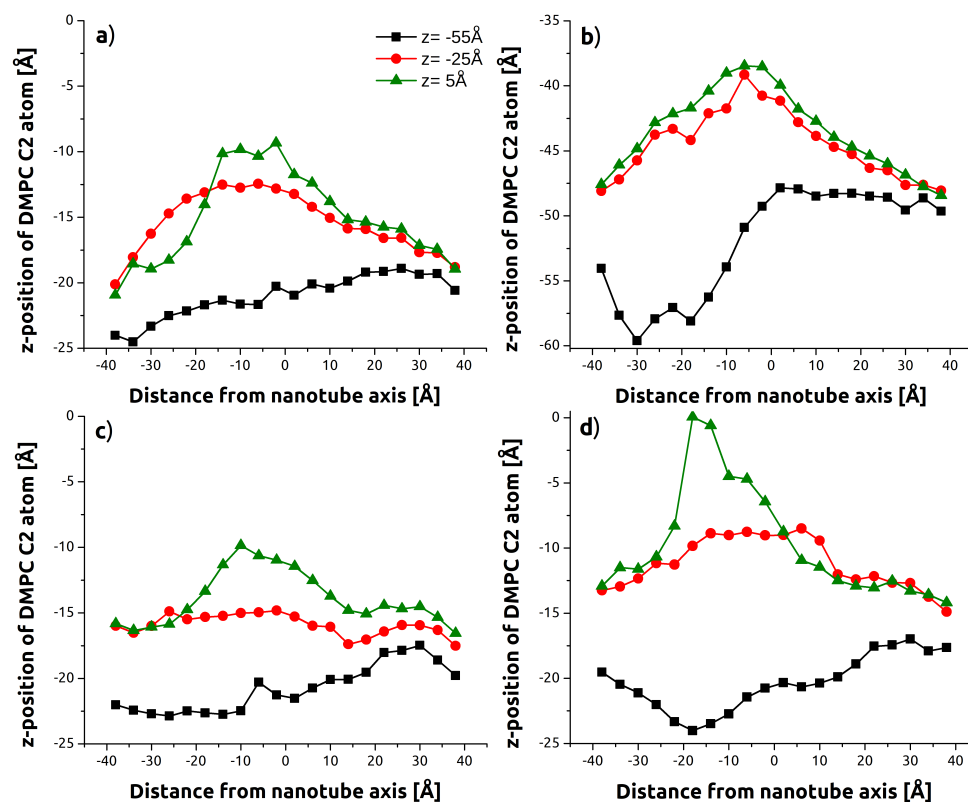 a)
z= -55Å
z= -25Å
z= 5Å
z-position of DMPC C2 atom [Å]
0
-5
-10
-15
-20
-25
-40 -30 -20 -10 0 10 20 30 40
Distance from nanotube axis [Å]
b)
z-position of DMPC C2 atom [Å]
-35
-40
-45
-50
-55
-60
-40 -30 -20 -10 0 10 20 30 40
Distance from nanotube axis [Å]
c)
z-position of DMPC C2 atom [Å]
0
-5
-10
-15
-20
-25
-40 -30 -20 -10 0 10 20 30 40
Distance from nanotube axis [Å]
d)
z-position of DMPC C2 atom [Å]
0
-5
-10
-15
-20
-25
-40 -30 -20 -10 0 10 20 30 40
Distance from nanotube axis [Å]